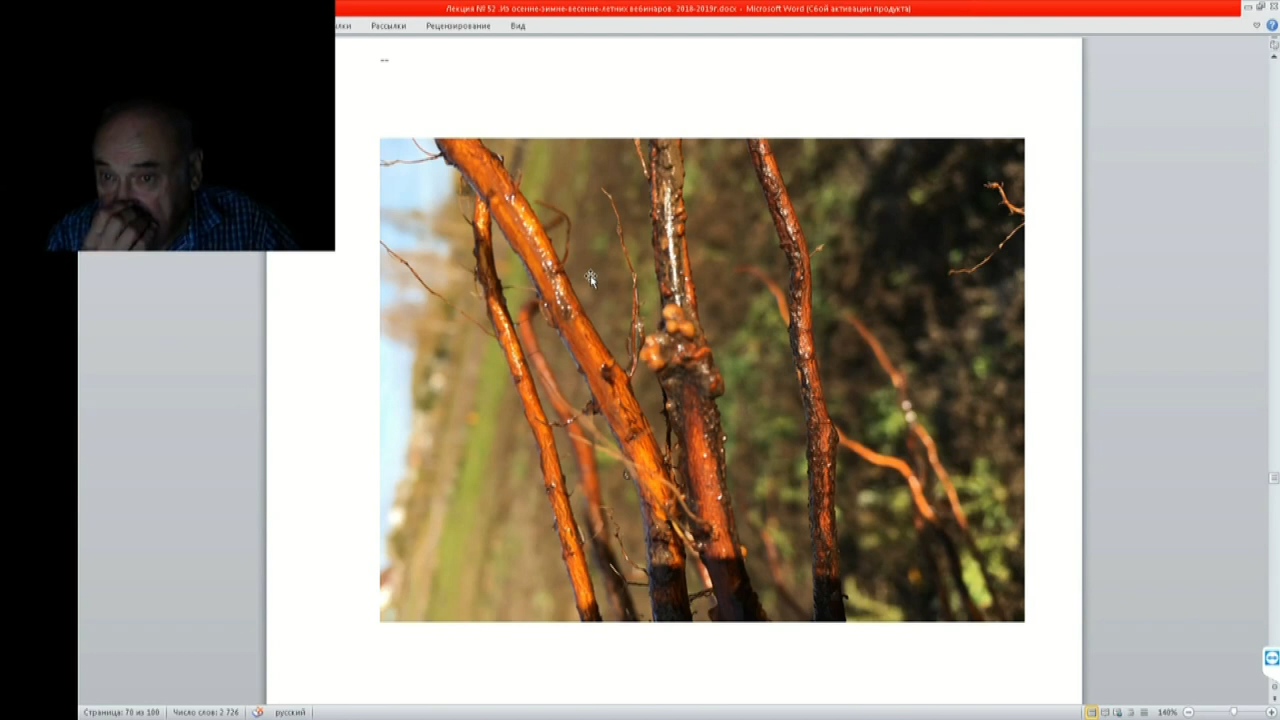 Лекция № 52 .Из осенне-зимне-весенне-летних вебинаров. 2018-2019г.docx - Microsoft Word (Сбой активации продукта)
лки Рассылки Рецензирование Вид
--
Страница: 70 из 100 Число слов: 2 726 русский 140%